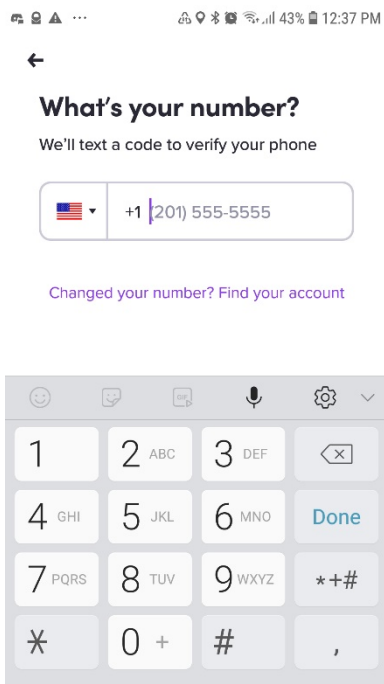 ... 43% 12:37 PM
What's your number?
We'll text a code to verify your phone
+1 (201) 555-5555
Changed your number? Find your account
GIF
1 2 ABC 3 DEF
4 GHI 5 JKL 6 MNO Done
7 PQRS 8 TUV 9 WXYZ *+#
* 0 + # ,